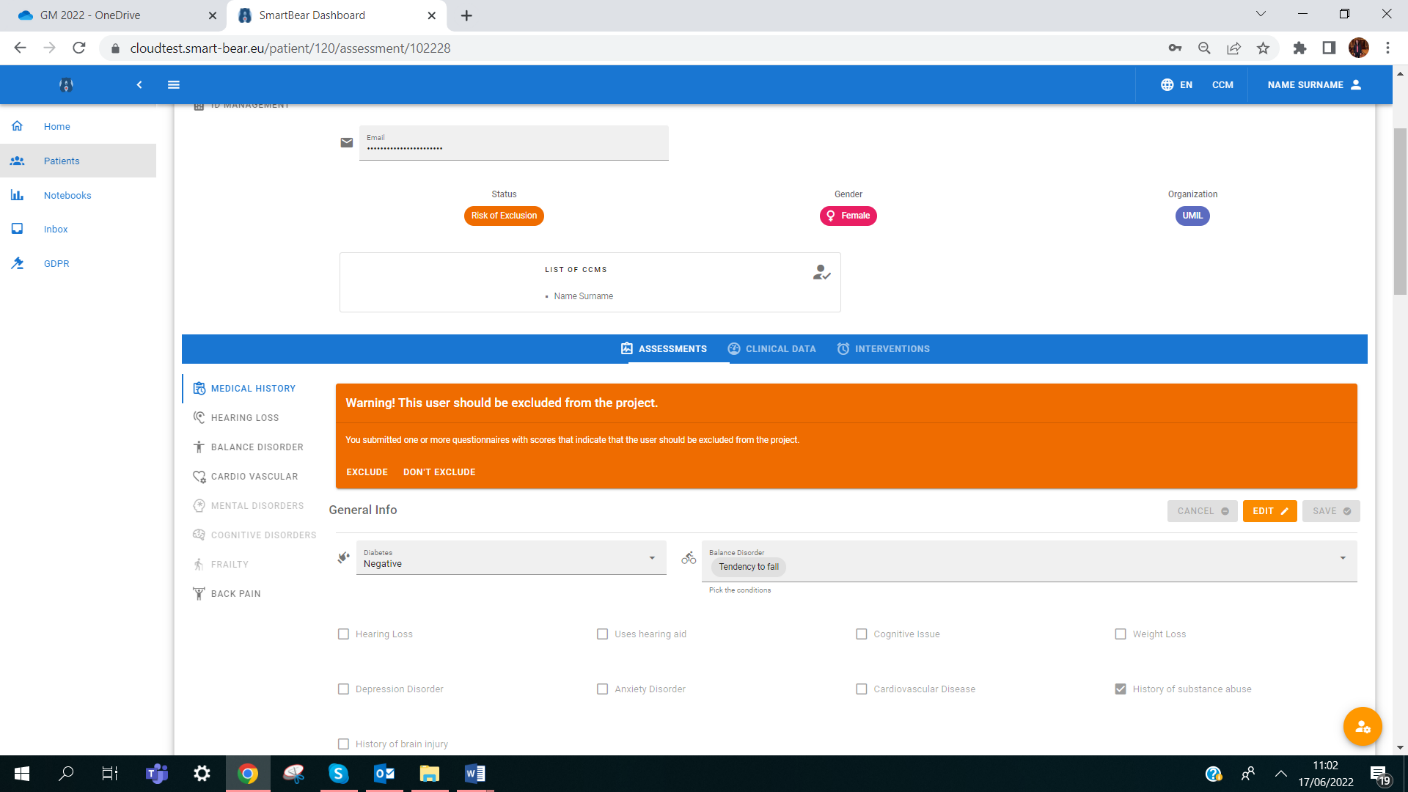 GM 2022 - OneDrive
SmartBear Dashboard
cloudtest.smart-bear.eu/patient/120/assessment/102228
EN
CCM
NAME SURNAME
Home
Patients
Notebooks
Inbox
GDPR
ID MANAGEMENT
Email
•••••••••••••••••••••••
Status
Gender
Organization
Risk of Exclusion
Female
UMIL
LIST OF CCMS
• Name Surname
ASSESSMENTS
CLINICAL DATA
INTERVENTIONS
MEDICAL HISTORY
HEARING LOSS
BALANCE DISORDER
CARDIO VASCULAR
MENTAL DISORDERS
COGNITIVE DISORDERS
FRAILTY
BACK PAIN
Warning! This user should be excluded from the project.
You submitted one or more questionnaires with scores that indicate that the user should be excluded from the project.
EXCLUDE DON'T EXCLUDE
General Info
CANCEL
EDIT
SAVE
Diabetes
Negative
Balance Disorder
Tendency to fall
Pick the conditions
Hearing Loss
Uses hearing aid
Cognitive Issue
Weight Loss
Depression Disorder
Anxiety Disorder
Cardiovascular Disease
History of substance abuse
History of brain injury
11:02
17/06/2022
19